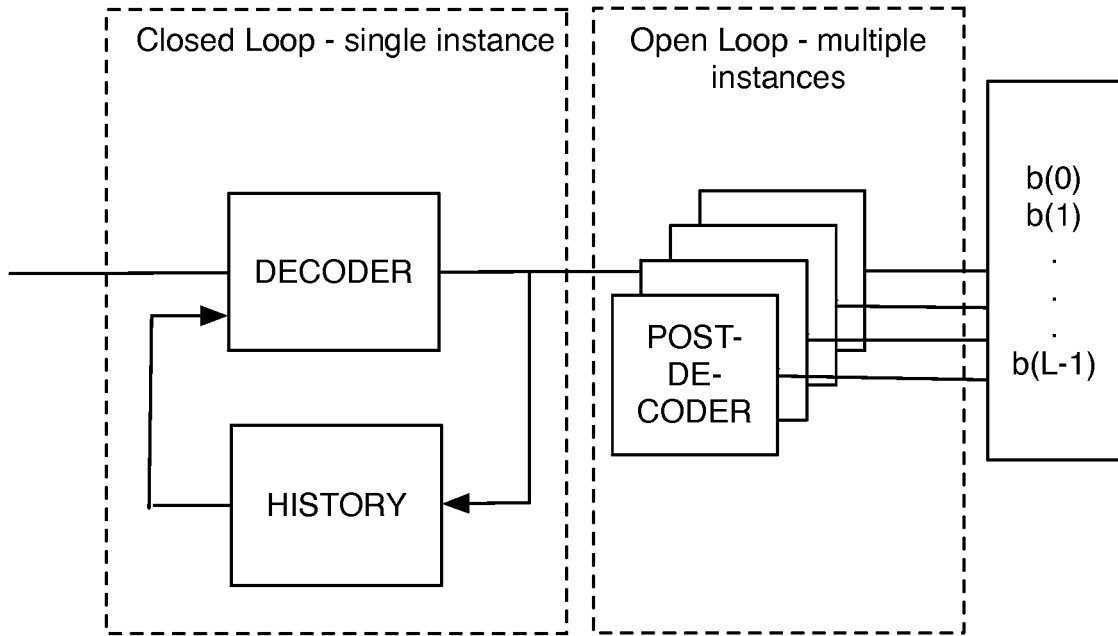 Closed Loop - single instance
Open Loop - multiple
instances
DECODER
HISTORY
POST-
DE-
CODER
b(0)
b(1)
.
.
.
b(L-1)